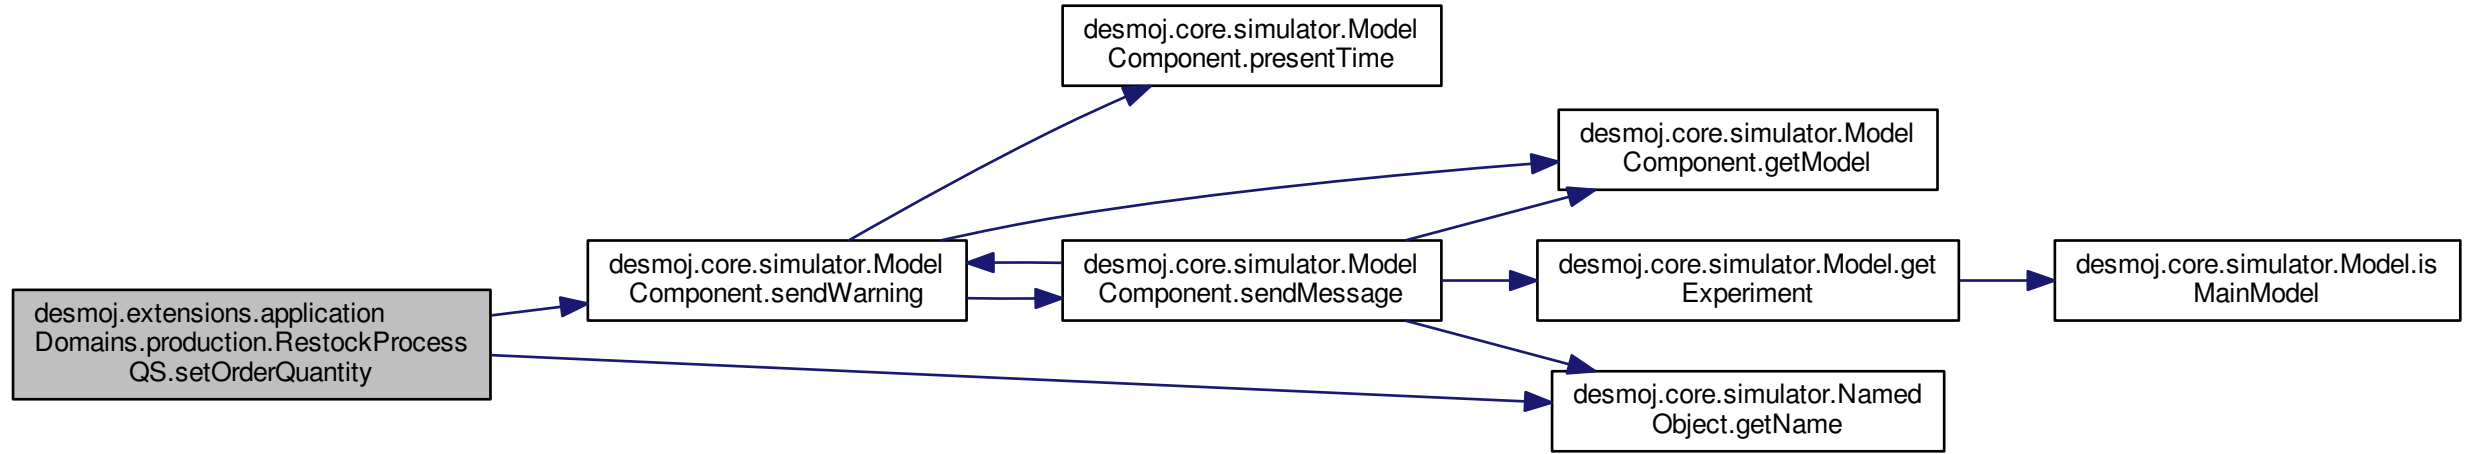 desmoj.core.simulator.Model
Component.presentTime
desmoj.core.simulator.Model
Component.getModel
desmoj.core.simulator.Model
Component.sendWarning
desmoj.core.simulator.Model
Component.sendMessage
desmoj.core.simulator.Model.get
Experiment
desmoj.core.simulator.Model.is
MainModel
desmoj.extensions.application
Domains.production.RestockProcess
QS.setOrderQuantity
desmoj.core.simulator.Named
Object.getName